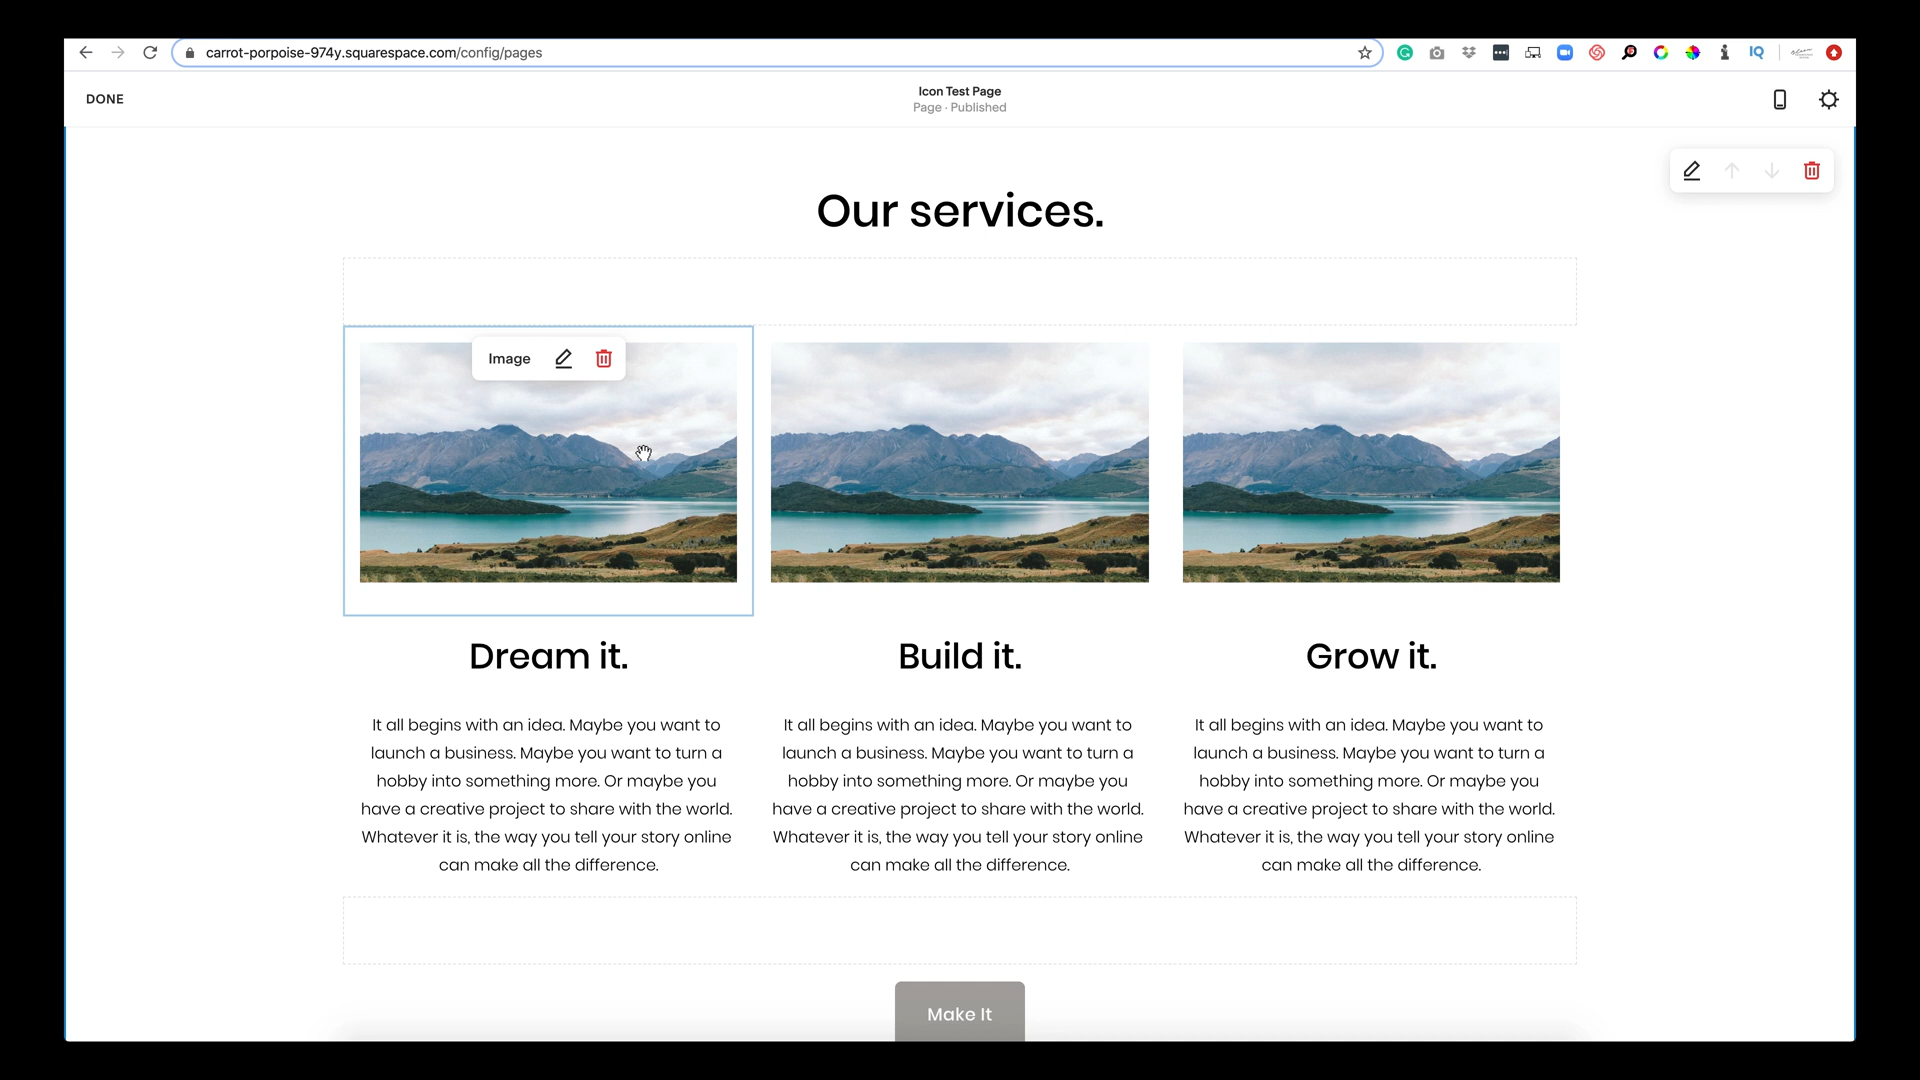 carrot-porpoise-974y.squarespace.com/config/pages
IQ
DONE
Icon Test Page
Page · Published
Our services.
Image
Dream it.
Build it.
Grow it.
It all begins with an idea. Maybe you want to
launch a business. Maybe you want to turn a
hobby into something more. Or maybe you
have a creative project to share with the world.
Whatever it is, the way you tell your story online
can make all the difference.
It all begins with an idea. Maybe you want to
launch a business. Maybe you want to turn a
hobby into something more. Or maybe you
have a creative project to share with the world.
Whatever it is, the way you tell your story online
can make all the difference.
It all begins with an idea. Maybe you want to
launch a business. Maybe you want to turn a
hobby into something more. Or maybe you
have a creative project to share with the world.
Whatever it is, the way you tell your story online
can make all the difference.
Make It